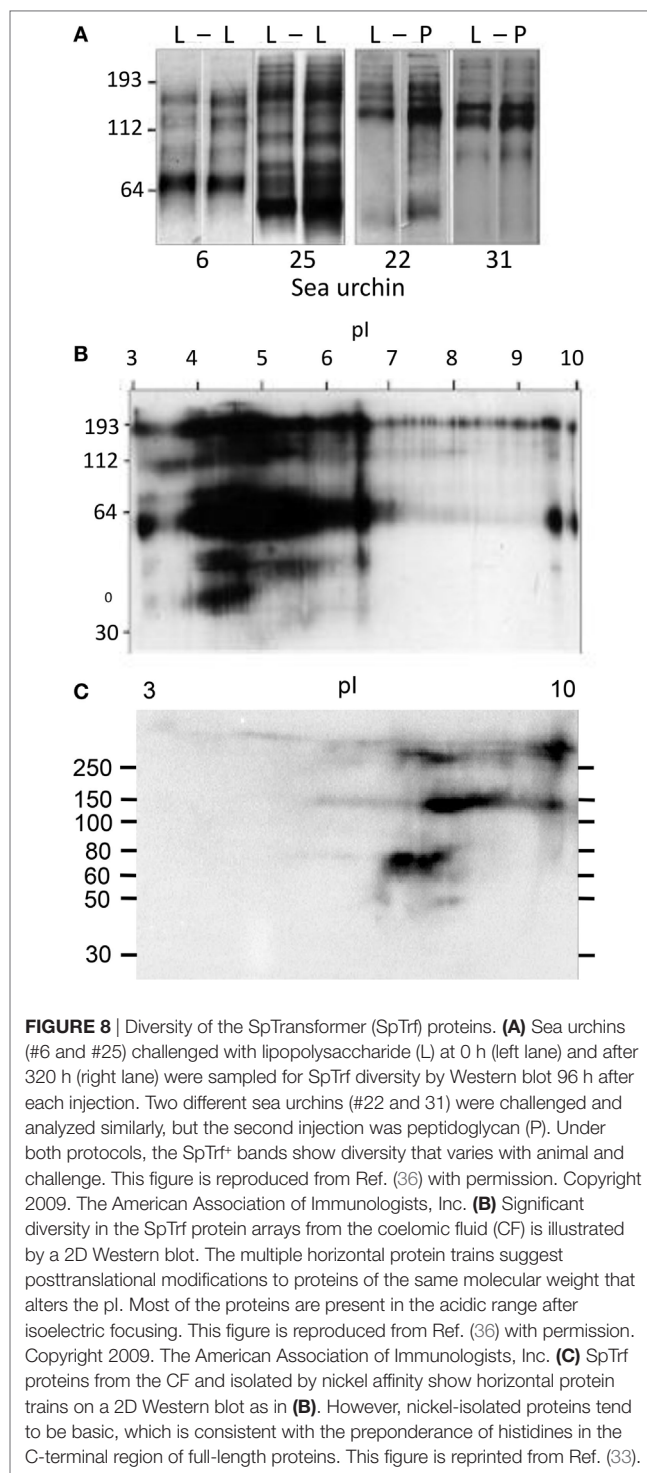 A
L – L L – L L – P L – P
193
112
64
6 25 22 31
Sea urchin
pI
B
3 4 5 6 7 8 9 10
193
112
64
0
30
C
3 pI 10
250
150
100
80
60
50
30
FIGURE 8 | Diversity of the SpTransformer (SpTrf) proteins. (A) Sea urchins
(#6 and #25) challenged with lipopolysaccharide (L) at 0 h (left lane) and after
320 h (right lane) were sampled for SpTrf diversity by Western blot 96 h after
each injection. Two different sea urchins (#22 and 31) were challenged and
analyzed similarly, but the second injection was peptidoglycan (P). Under
both protocols, the SpTrf⁺ bands show diversity that varies with animal and
challenge. This figure is reproduced from Ref. (36) with permission. Copyright
2009. The American Association of Immunologists, Inc. (B) Significant
diversity in the SpTrf protein arrays from the coelomic fluid (CF) is illustrated
by a 2D Western blot. The multiple horizontal protein trains suggest
posttranslational modifications to proteins of the same molecular weight that
alters the pI. Most of the proteins are present in the acidic range after
isoelectric focusing. This figure is reproduced from Ref. (36) with permission.
Copyright 2009. The American Association of Immunologists, Inc. (C) SpTrf
proteins from the CF and isolated by nickel affinity show horizontal protein
trains on a 2D Western blot as in (B). However, nickel-isolated proteins tend
to be basic, which is consistent with the preponderance of histidines in the
C-terminal region of full-length proteins. This figure is reprinted from Ref. (33).